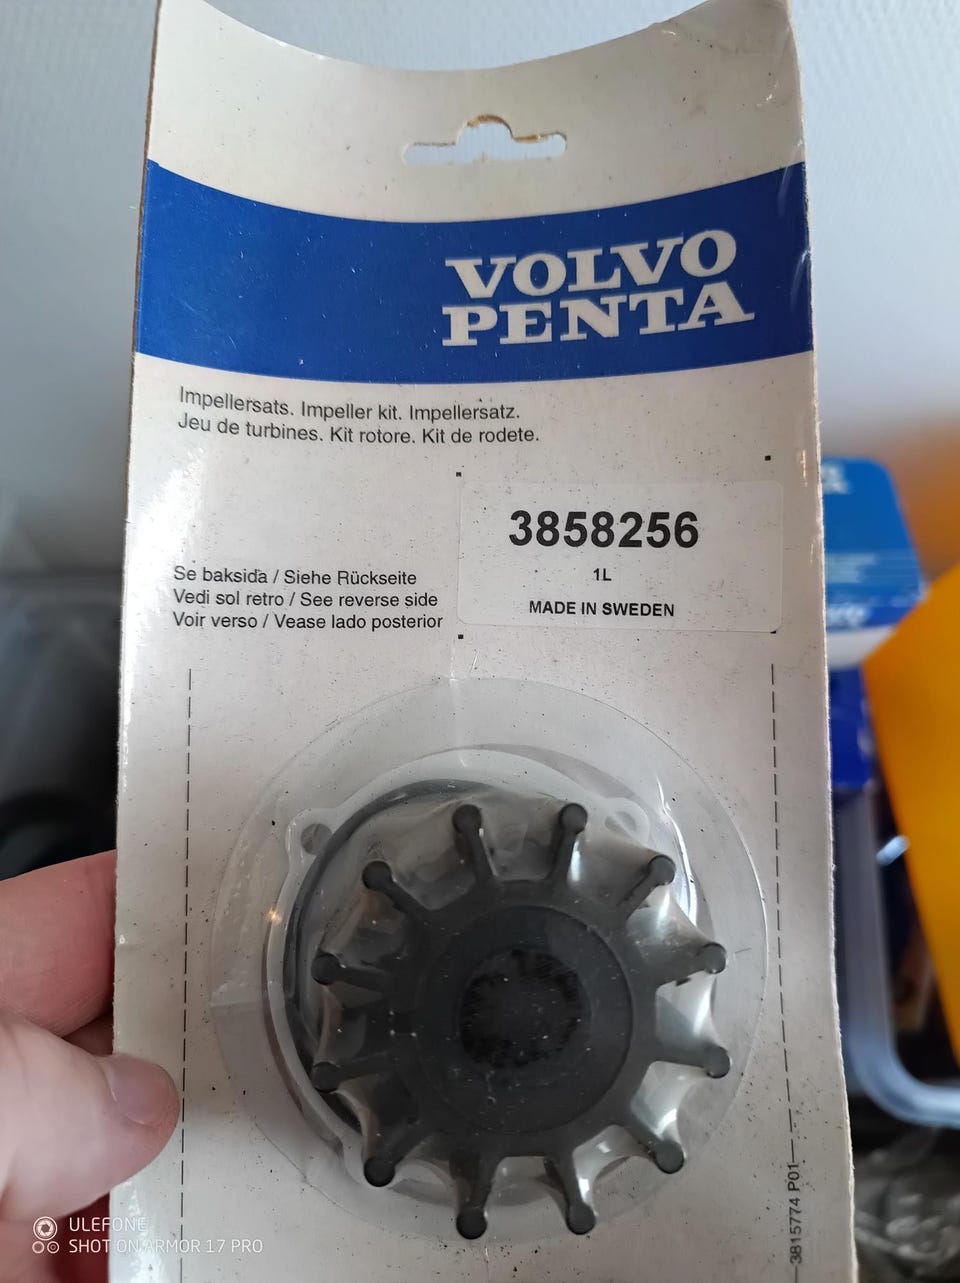 VOLVO
PENTA
Impellersats. Impeller kit. Impellersatz.
Jeu de turbines. Kit rotore. Kit de rodete.
3858256
1L
MADE IN SWEDEN
Se baksida / Siehe Rückseite
Vedi sol retro / See reverse side
Voir verso / Vease lado posterior
3815774 P01
ULEFONE
SHOT ON ARMOR 17 PRO